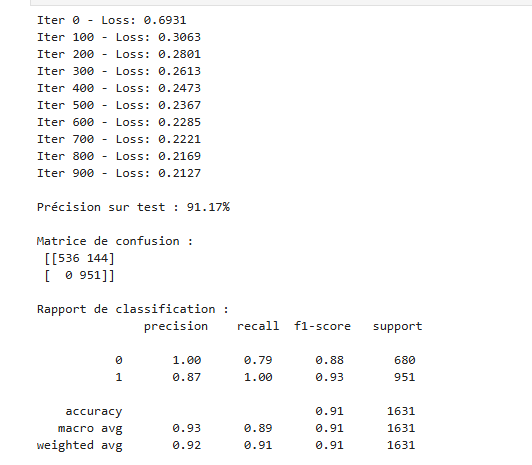 Iter 0 - Loss: 0.6931
Iter 100 - Loss: 0.3063
Iter 200 - Loss: 0.2801
Iter 300 - Loss: 0.2613
Iter 400 - Loss: 0.2473
Iter 500 - Loss: 0.2367
Iter 600 - Loss: 0.2285
Iter 700 - Loss: 0.2221
Iter 800 - Loss: 0.2169
Iter 900 - Loss: 0.2127
Précision sur test : 91.17%
Matrice de confusion :
[[536 144]
[  0 951]]
Rapport de classification :
precision    recall  f1-score   support
0       1.00      0.79      0.88       680
1       0.87      1.00      0.93       951
accuracy                           0.91      1631
macro avg       0.93      0.89      0.91      1631
weighted avg       0.92      0.91      0.91      1631